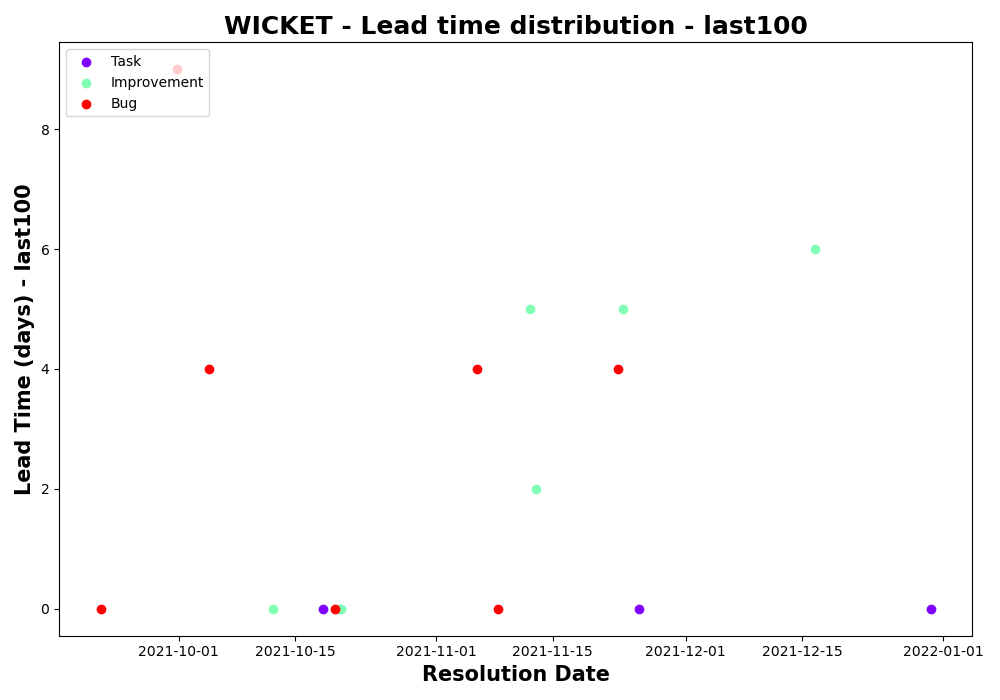 WICKET - Lead time distribution - last100
Task
Improvement
Bug
Lead Time (days) - last100
8
6
4
2
0
2021-10-01 2021-10-15 2021-11-01 2021-11-15 2021-12-01 2021-12-15 2022-01-01
Resolution Date